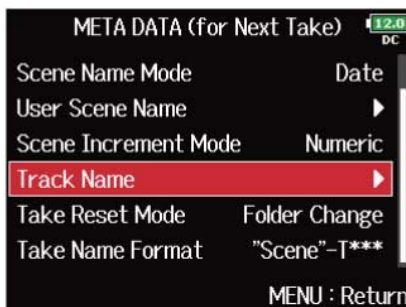 META DATA (for Next Take) 12.0 DC
Scene Name Mode Date
User Scene Name
Scene Increment Mode Numeric
Track Name
Take Reset Mode Folder Change
Take Name Format "Scene"-T***
MENU : Return